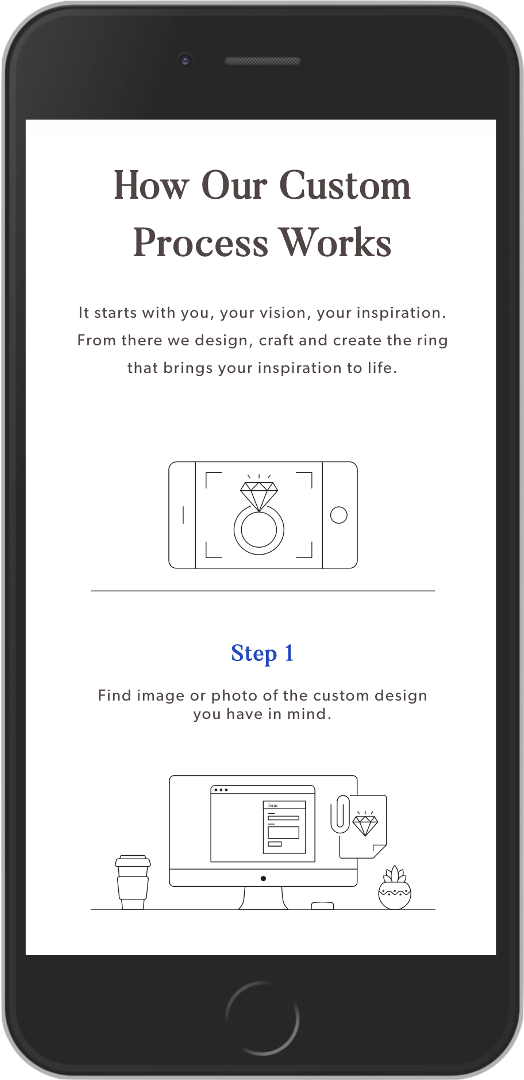 How Our Custom
Process Works
It starts with you, your vision, your inspiration.
From there we design, craft and create the ring
that brings your inspiration to life.
Step 1
Find image or photo of the custom design
you have in mind.